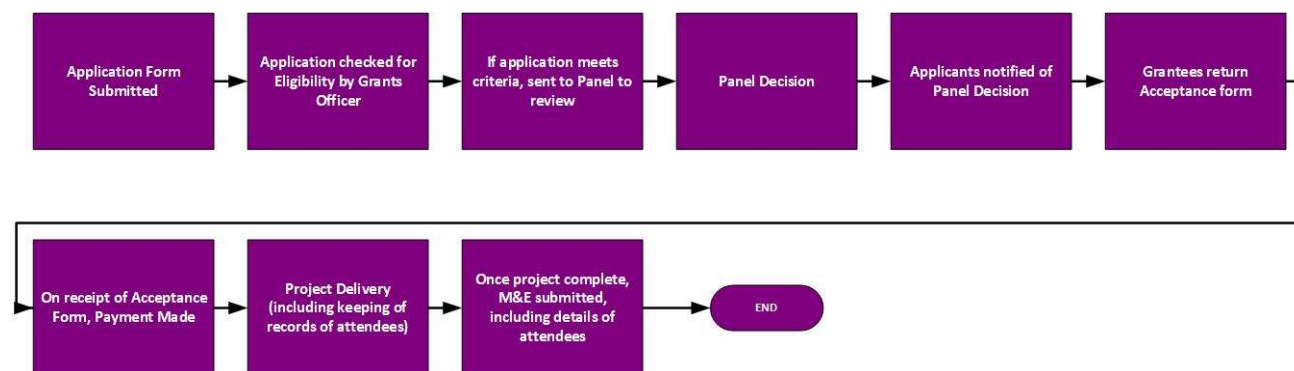 Application Form
Submitted
Application checked for
Eligibility by Grants
Officer
If application meets
criteria, sent to Panel to
review
Panel Decision
Applicants notified of
Panel Decision
Grantees return
Acceptance form
On receipt of Acceptance
Form, Payment Made
Project Delivery
(including keeping of
records of attendees)
Once project complete,
M&E submitted,
including details of
attendees
END